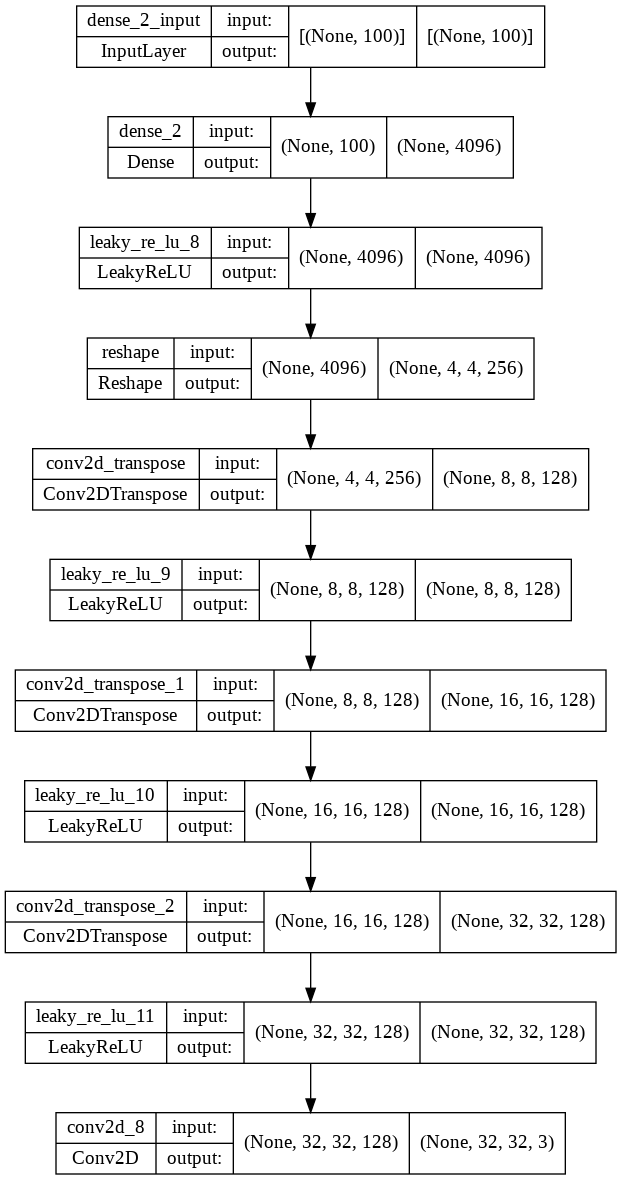 dense_2_input input: [(None, 100)] [(None, 100)]
InputLayer output:
dense_2 input: (None, 100) (None, 4096)
Dense output:
leaky_re_lu_8 input: (None, 4096) (None, 4096)
LeakyReLU output:
reshape input: (None, 4096) (None, 4, 4, 256)
Reshape output:
conv2d_transpose input: (None, 4, 4, 256) (None, 8, 8, 128)
Conv2DTranspose output:
leaky_re_lu_9 input: (None, 8, 8, 128) (None, 8, 8, 128)
LeakyReLU output:
conv2d_transpose_1 input: (None, 8, 8, 128) (None, 16, 16, 128)
Conv2DTranspose output:
leaky_re_lu_10 input: (None, 16, 16, 128) (None, 16, 16, 128)
LeakyReLU output:
conv2d_transpose_2 input: (None, 16, 16, 128) (None, 32, 32, 128)
Conv2DTranspose output:
leaky_re_lu_11 input: (None, 32, 32, 128) (None, 32, 32, 128)
LeakyReLU output:
conv2d_8 input: (None, 32, 32, 128) (None, 32, 32, 3)
Conv2D output: